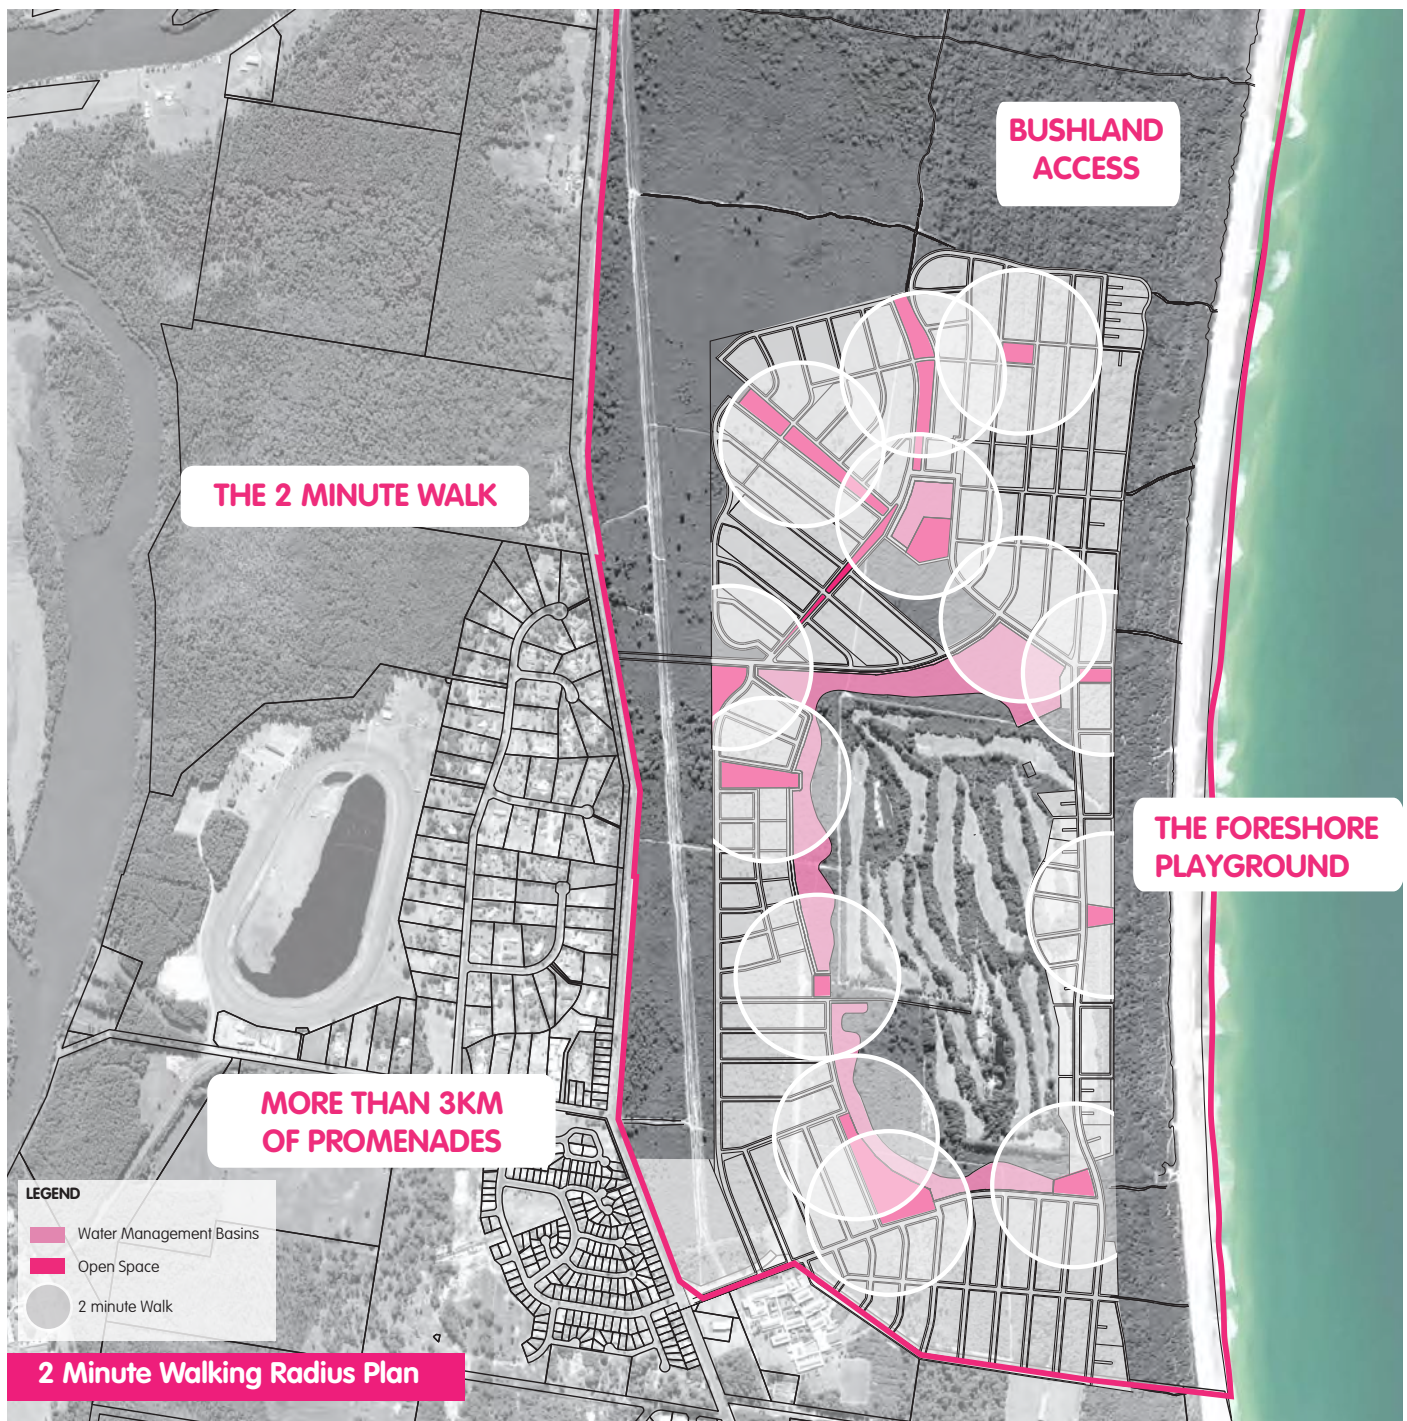 BUSHLAND
ACCESS
THE 2 MINUTE WALK
THE FORESHORE
PLAYGROUND
MORE THAN 3KM
OF PROMENADES
LEGEND
Water Management Basins
Open Space
2 minute Walk
2 Minute Walking Radius Plan